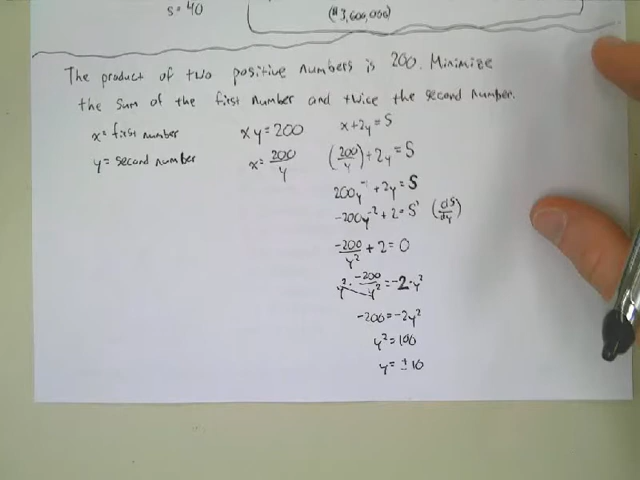 s = 40
($3,600,000)
The product of two positive numbers is 200. Minimize
the sum of the first number and twice the second number.
x = first number
y = second number
xy = 200
x = 200/y
x + 2y = S
(200/y) + 2y = S
200y⁻¹ + 2y = S
-200y⁻² + 2 = S' (dS/dy)
-200/y² + 2 = 0
y² · -200/y² = -2 · y²
-200 = -2y²
y² = 100
y = ± 10